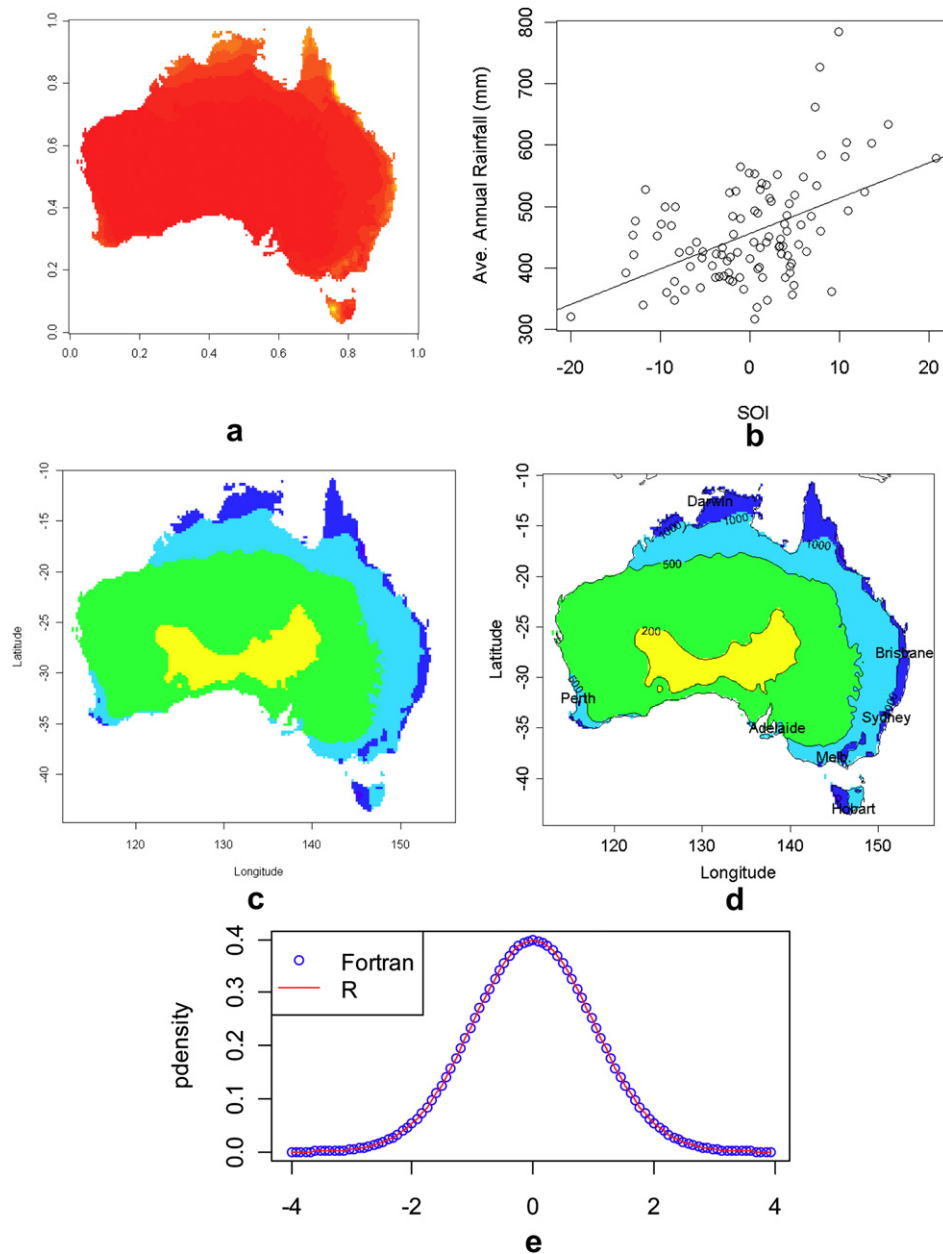 1.0
0.8
0.6
0.4
0.2
0.0
0.0 0.2 0.4 0.6 0.8 1.0
a
Ave. Annual Rainfall (mm)
800
700
600
500
400
300
-20 -10 0 10 20
SOI
b
Latitude
-10
-15
-20
-25
-30
-35
-40
120 130 140 150
Longitude
c
Latitude
-10
-15
-20
-25
-30
-35
-40
Darwin
1000
1000
1000
500
200
Brisbane
Perth
Sydney
Adelaide
Melb.
Hobart
120 130 140 150
Longitude
d
pdensity
0.4
0.3
0.2
0.1
0.0
Fortran
R
-4 -2 0 2 4
e